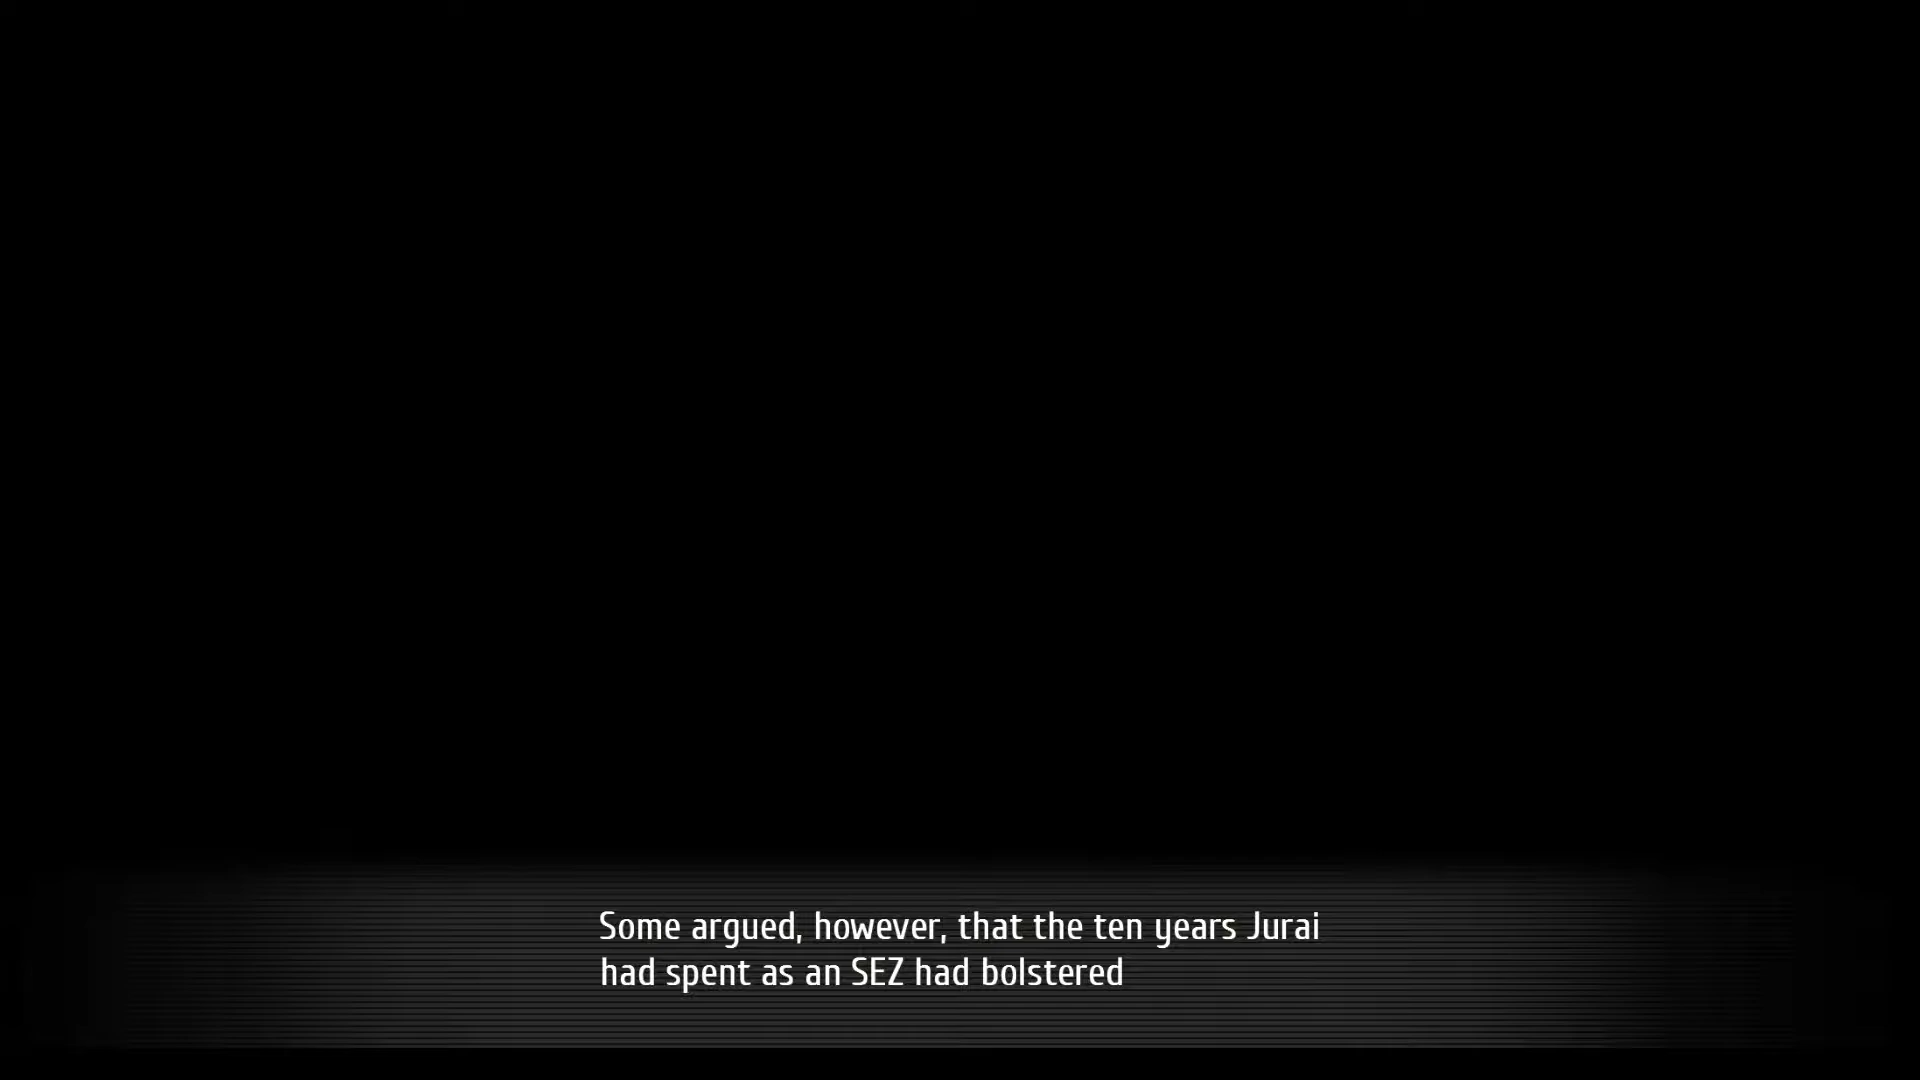 Some argued, however, that the ten years Jurai
had spent as an SEZ had bolstered